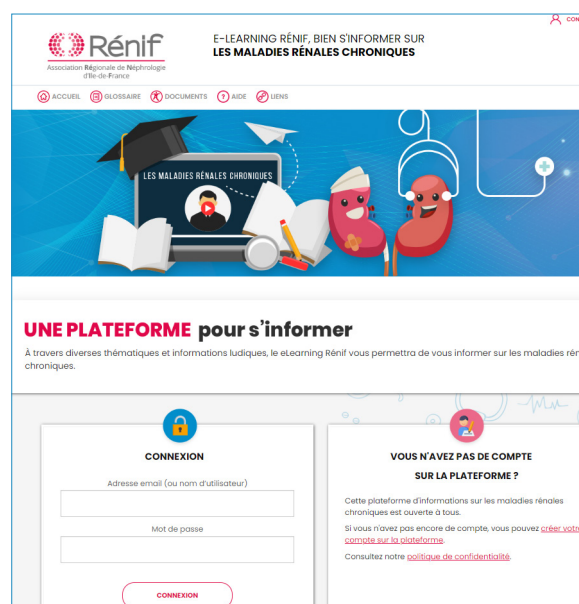 CON
Rénif
Association Régionale de Néphrologie
d'Ile-de-France
E-LEARNING RÉNIF, BIEN S'INFORMER SUR
LES MALADIES RÉNALES CHRONIQUES
ACCUEIL GLOSSAIRE DOCUMENTS ? AIDE LIENS
LES MALADIES RÉNALES CHRONIQUES
UNE PLATEFORME pour s'informer
À travers diverses thématiques et informations ludiques, le eLearning Rénif vous permettra de vous informer sur les maladies rén
chroniques.
CONNEXION
Adresse email (ou nom d'utilisateur)
Mot de passe
CONNEXION
VOUS N'AVEZ PAS DE COMPTE
SUR LA PLATEFORME ?
Cette plateforme d'informations sur les maladies rénales
chroniques est ouverte à tous.
Si vous n'avez pas encore de compte, vous pouvez créer votre
compte sur la plateforme.
Consultez notre politique de confidentialité.